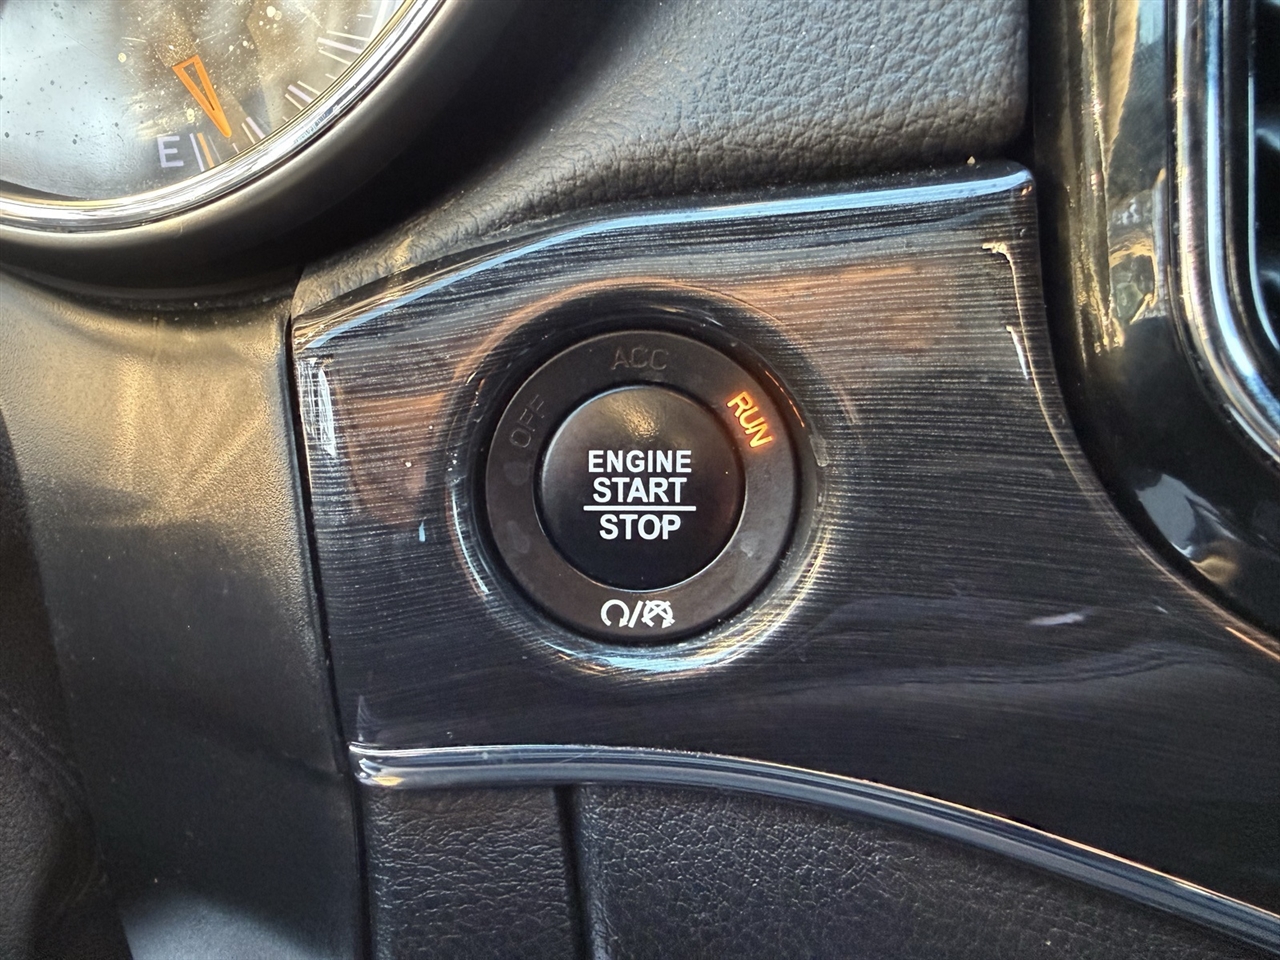 E
ACC
OFF
RUN
ENGINE
START
STOP